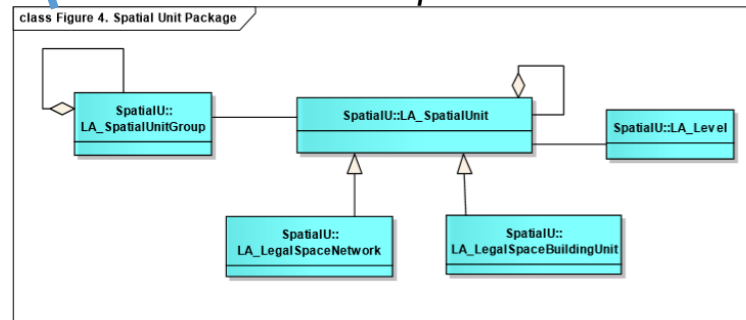 class Figure 4. Spatial Unit Package
SpatialU::
LA_SpatialUnitGroup
SpatialU::LA_SpatialUnit
SpatialU::LA_Level
SpatialU::
LA_LegalSpaceNetwork
SpatialU::
LA_LegalSpaceBuildingUnit